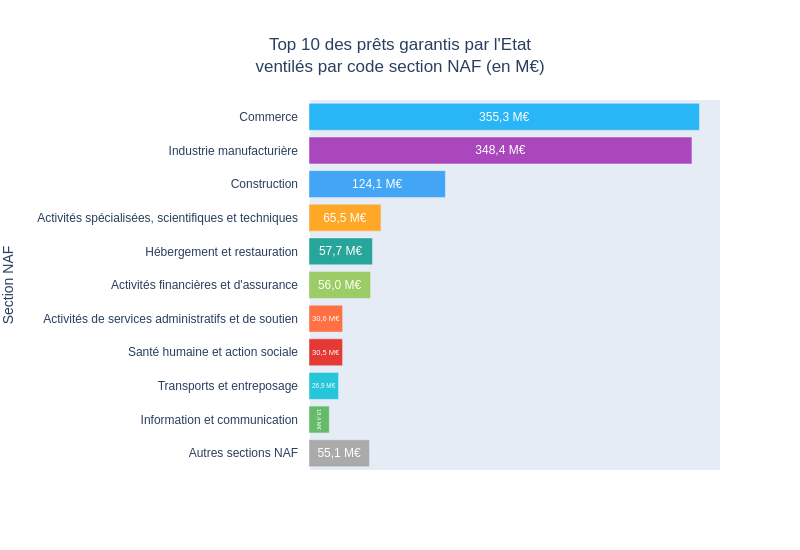 Top 10 des prêts garantis par l'Etat
ventilés par code section NAF (en M€)
Section NAF
Commerce 355,3 M€
Industrie manufacturière 348,4 M€
Construction 124,1 M€
Activités spécialisées, scientifiques et techniques 65,5 M€
Hébergement et restauration 57,7 M€
Activités financières et d'assurance 56,0 M€
Activités de services administratifs et de soutien 30,6 M€
Santé humaine et action sociale 30,5 M€
Transports et entreposage 26,9 M€
Information et communication M€
Autres sections NAF 55,1 M€